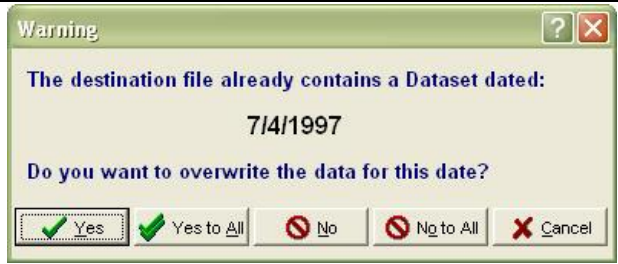 Warning
The destination file already contains a Dataset dated:
7/4/1997
Do you want to overwrite the data for this date?
Yes Yes to All No No to All Cancel